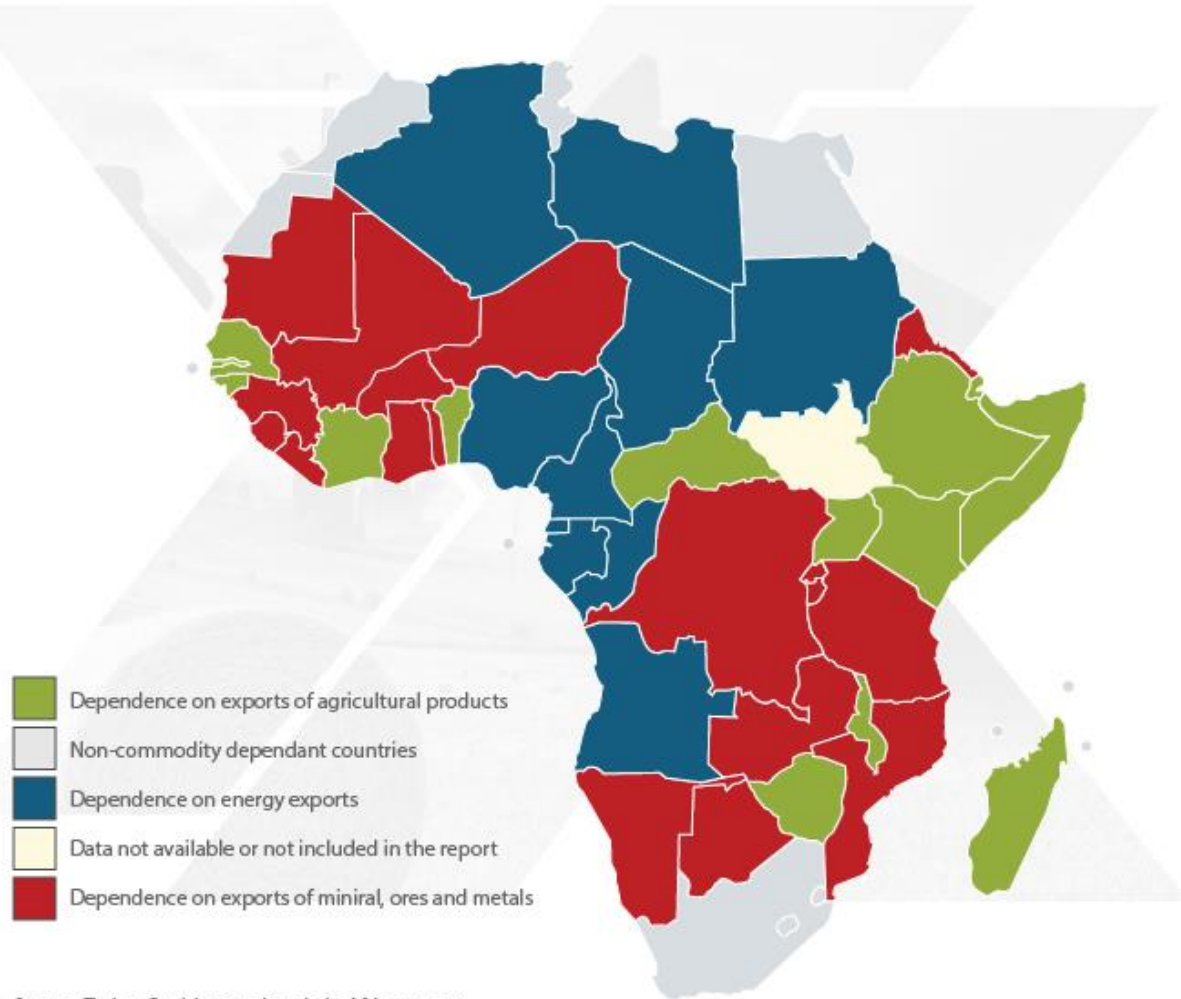 Dependence on exports of agricultural products
Non-commodity dependant countries
Dependence on energy exports
Data not available or not included in the report
Dependence on exports of miniral, ores and metals